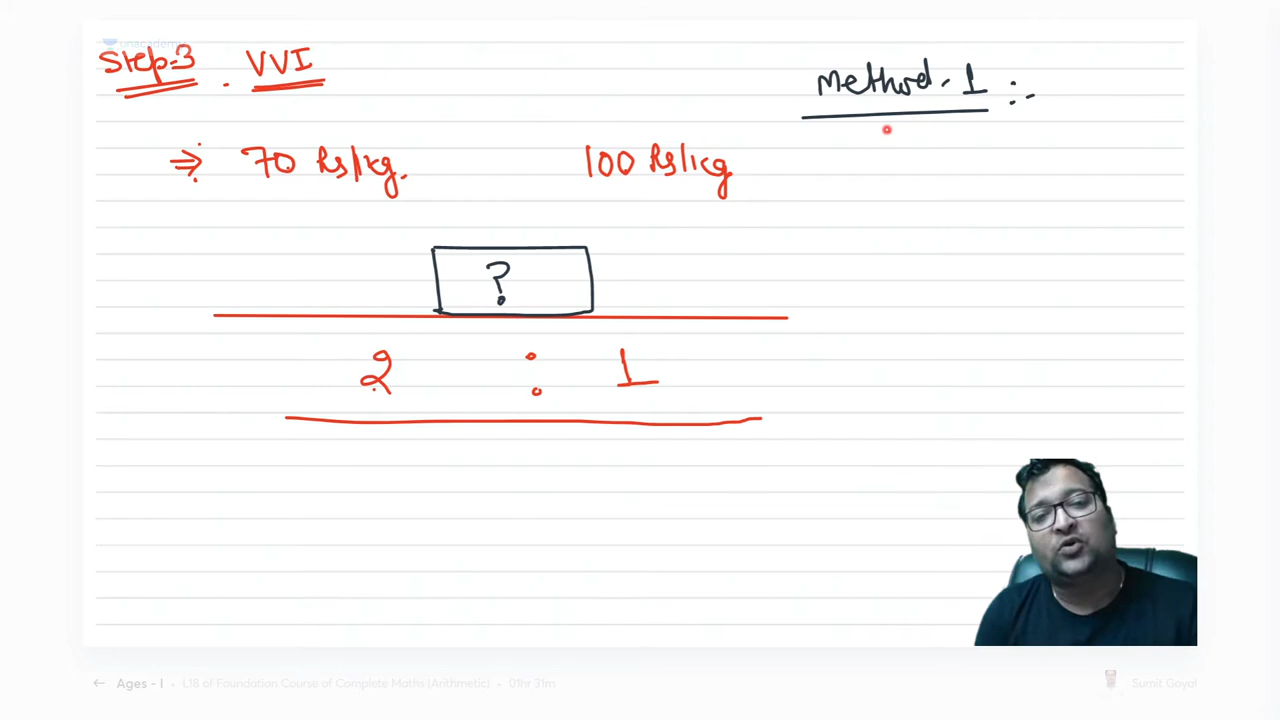 unacademy
Step-3 . VVI
Method - 1 :-
⇒ 70 Rs/kg. 100 Rs/kg
?
2 : 1
← Ages - I • L18 of Foundation Course of Complete Maths (Arithmetic) • 01hr 31m
Sumit Goyal